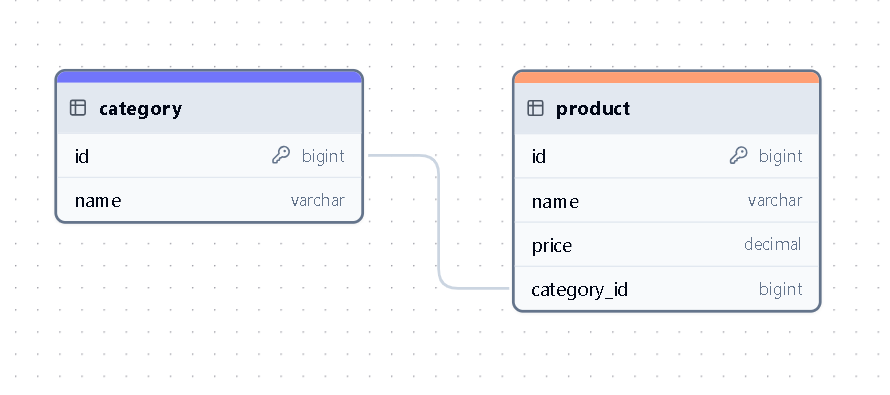 category
id bigint
name varchar
product
id bigint
name varchar
price decimal
category_id bigint